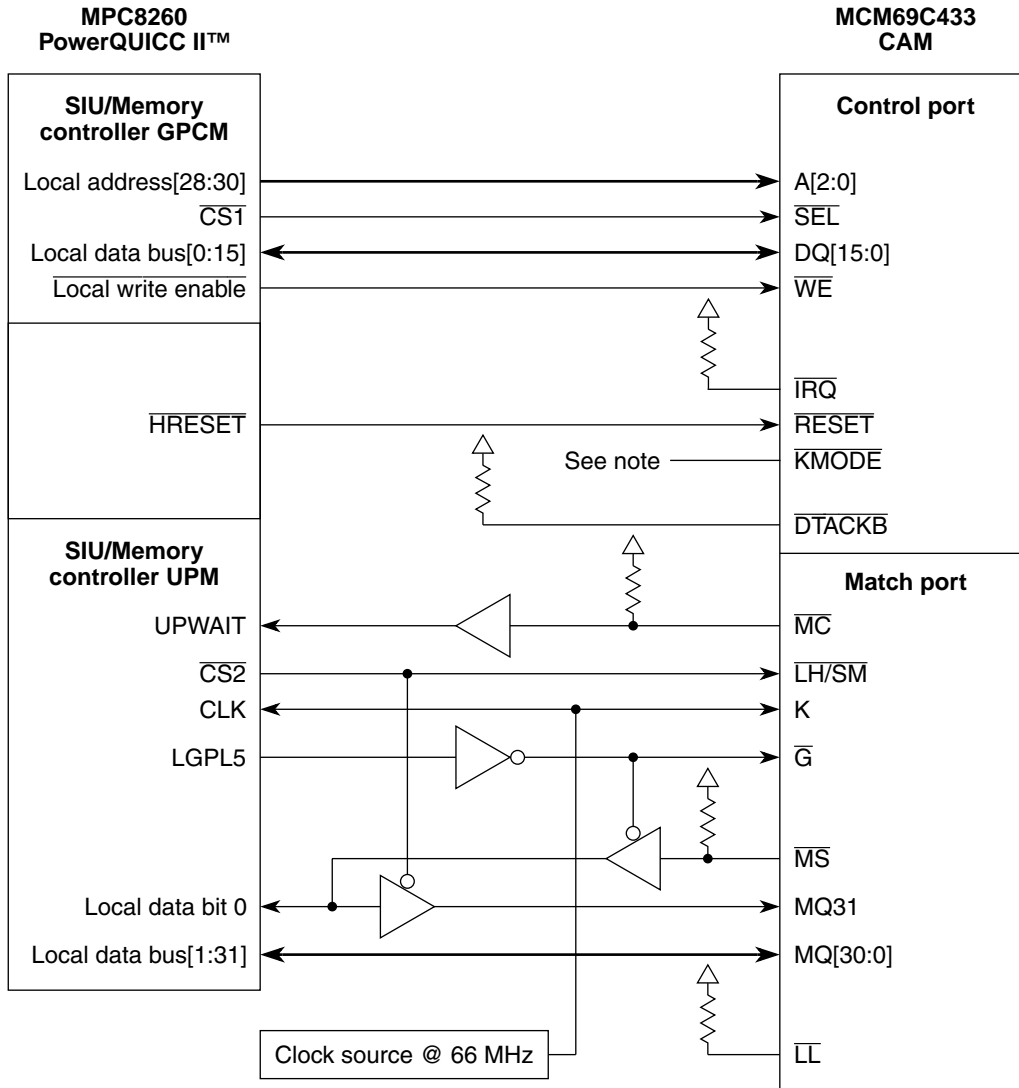 MPC8260
PowerQUICC II™
MCM69C433
CAM
SIU/Memory
controller GPCM
Control port
Local address[28:30]
A[2:0]
CS1
SEL
Local data bus[0:15]
DQ[15:0]
Local write enable
WE
IRQ
HRESET
RESET
See note
KMODE
DTACKB
SIU/Memory
controller UPM
Match port
UPWAIT
MC
CS2
LH/SM
CLK
K
LGPL5
G
MS
Local data bit 0
MQ31
Local data bus[1:31]
MQ[30:0]
Clock source @ 66 MHz
LL